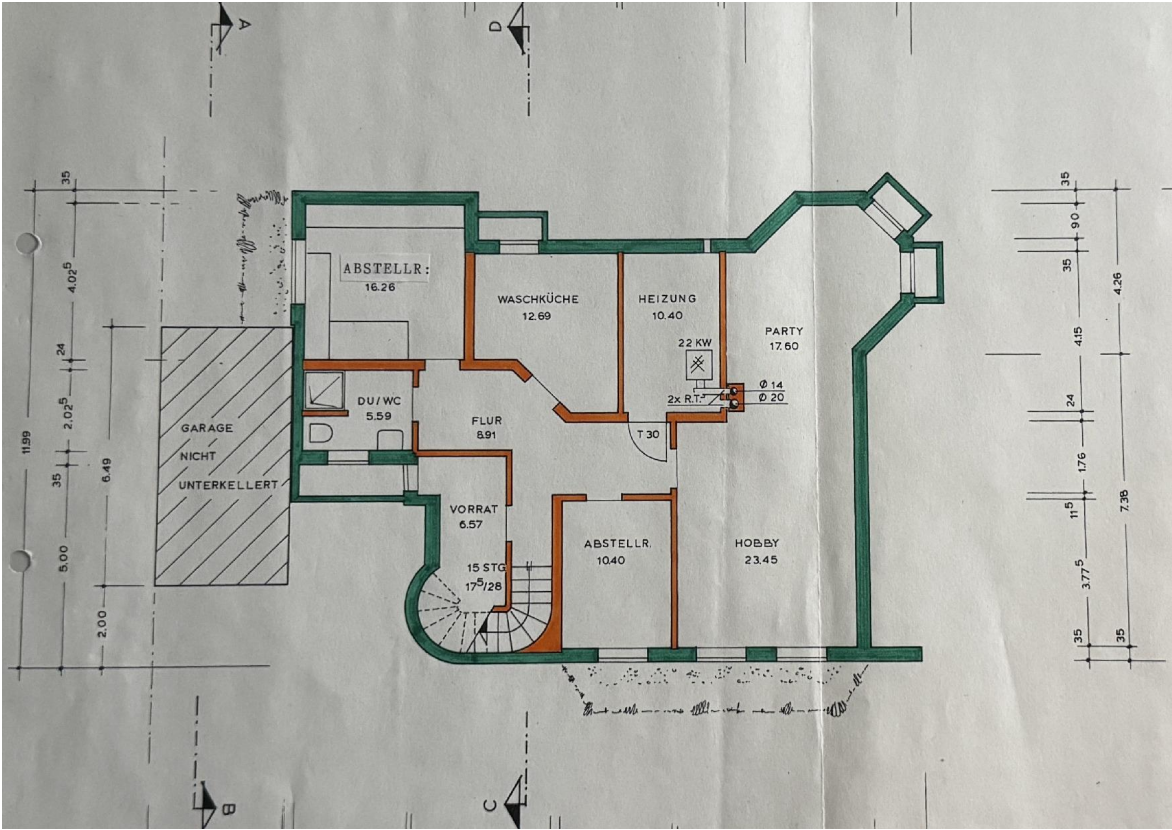 A
D
35
11.99
4.02⁵
24
2,02⁵
35
5,00
6.49
2.00
ABSTELLR:
16.26
WASCHKÜCHE
12.69
HEIZUNG
10.40
22 KW
PARTY
17.60
Ø 14
Ø 20
2x R.T.
DU/WC
5.59
FLUR
8.91
T 30
GARAGE
NICHT
UNTERKELLERT
VORRAT
6.57
15 STG
17⁵/28
ABSTELLR.
10.40
HOBBY
23.45
35
90
35
4.15
24
1.76
11⁵
3.77⁵
35
4.26
7.38
35
B
C